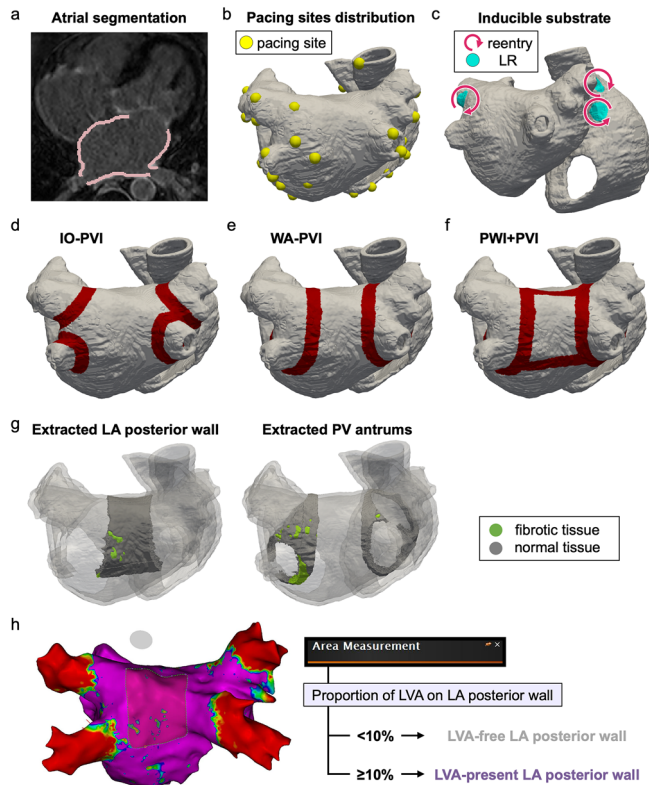 a
Atrial segmentation
b
Pacing sites distribution
pacing site
c
Inducible substrate
reentry
LR
d
IO-PVI
e
WA-PVI
f
PWI+PVI
g
Extracted LA posterior wall
Extracted PV antrums
fibrotic tissue
normal tissue
h
Area Measurement
Proportion of LVA on LA posterior wall
<10%
LVA-free LA posterior wall
≥10%
LVA-present LA posterior wall